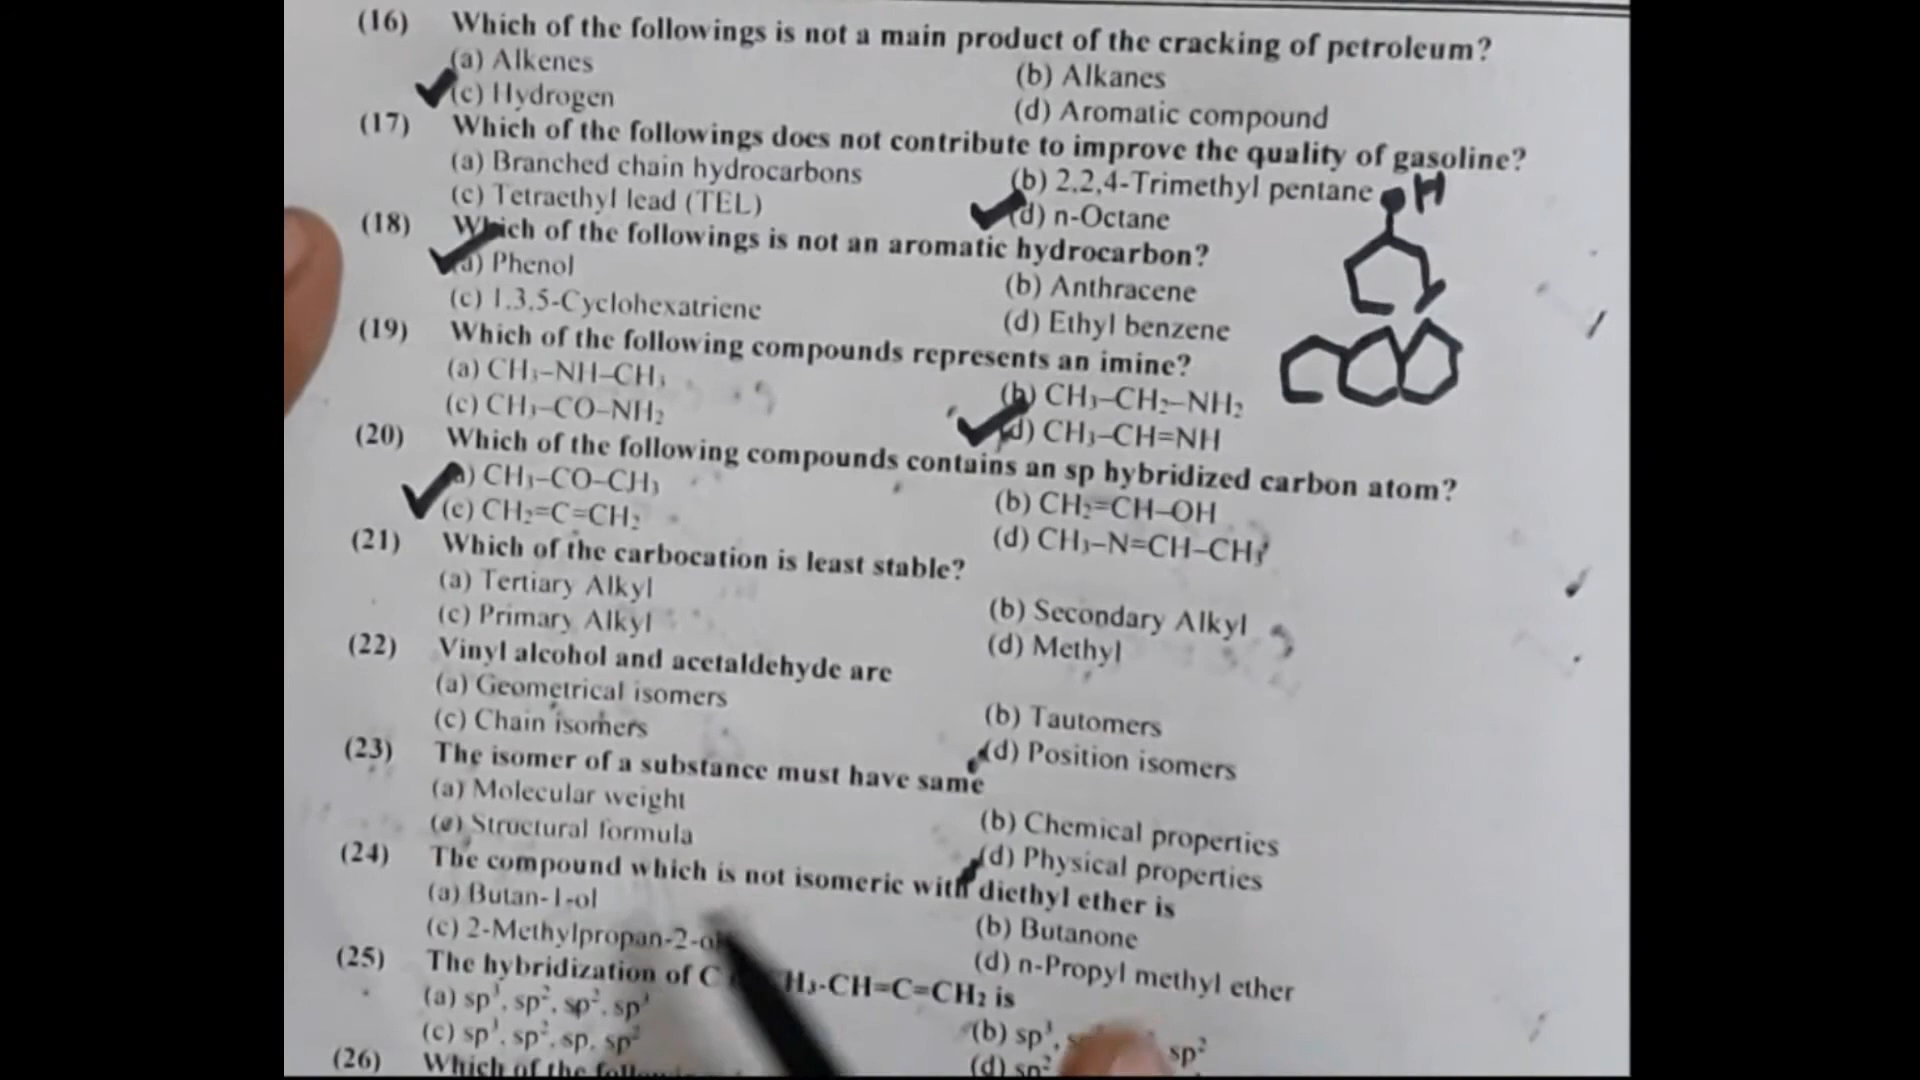 (16) Which of the followings is not a main product of the cracking of petroleum?
(a) Alkenes (b) Alkanes
(c) Hydrogen (d) Aromatic compound
(17) Which of the followings does not contribute to improve the quality of gasoline?
(a) Branched chain hydrocarbons (b) 2,2,4-Trimethyl pentane
(c) Tetraethyl lead (TEL) (d) n-Octane
OH
(18) Which of the followings is not an aromatic hydrocarbon?
(a) Phenol (b) Anthracene
(c) 1,3,5-Cyclohexatriene (d) Ethyl benzene
(19) Which of the following compounds represents an imine?
(a) CH₃–NH–CH₃ (b) CH₃–CH₂–NH₂
(c) CH₃–CO–NH₂ (d) CH₃–CH=NH
(20) Which of the following compounds contains an sp hybridized carbon atom?
(a) CH₃–CO–CH₃ (b) CH₂=CH–OH
(c) CH₂=C=CH₂ (d) CH₃–N=CH–CH₃
(21) Which of the carbocation is least stable?
(a) Tertiary Alkyl (b) Secondary Alkyl
(c) Primary Alkyl (d) Methyl
(22) Vinyl alcohol and acetaldehyde are
(a) Geometrical isomers (b) Tautomers
(c) Chain isomers (d) Position isomers
(23) The isomer of a substance must have same
(a) Molecular weight (b) Chemical properties
(c) Structural formula (d) Physical properties
(24) The compound which is not isomeric with diethyl ether is
(a) Butan-1-ol (b) Butanone
(c) 2-Methylpropan-2-ol (d) n-Propyl methyl ether
(25) The hybridization of C H₃-CH=C=CH₂ is
(a) sp³, sp², sp², sp³ (b) sp³, sp²
(c) sp³, sp², sp, sp² (d) sp²
(26) Which of the